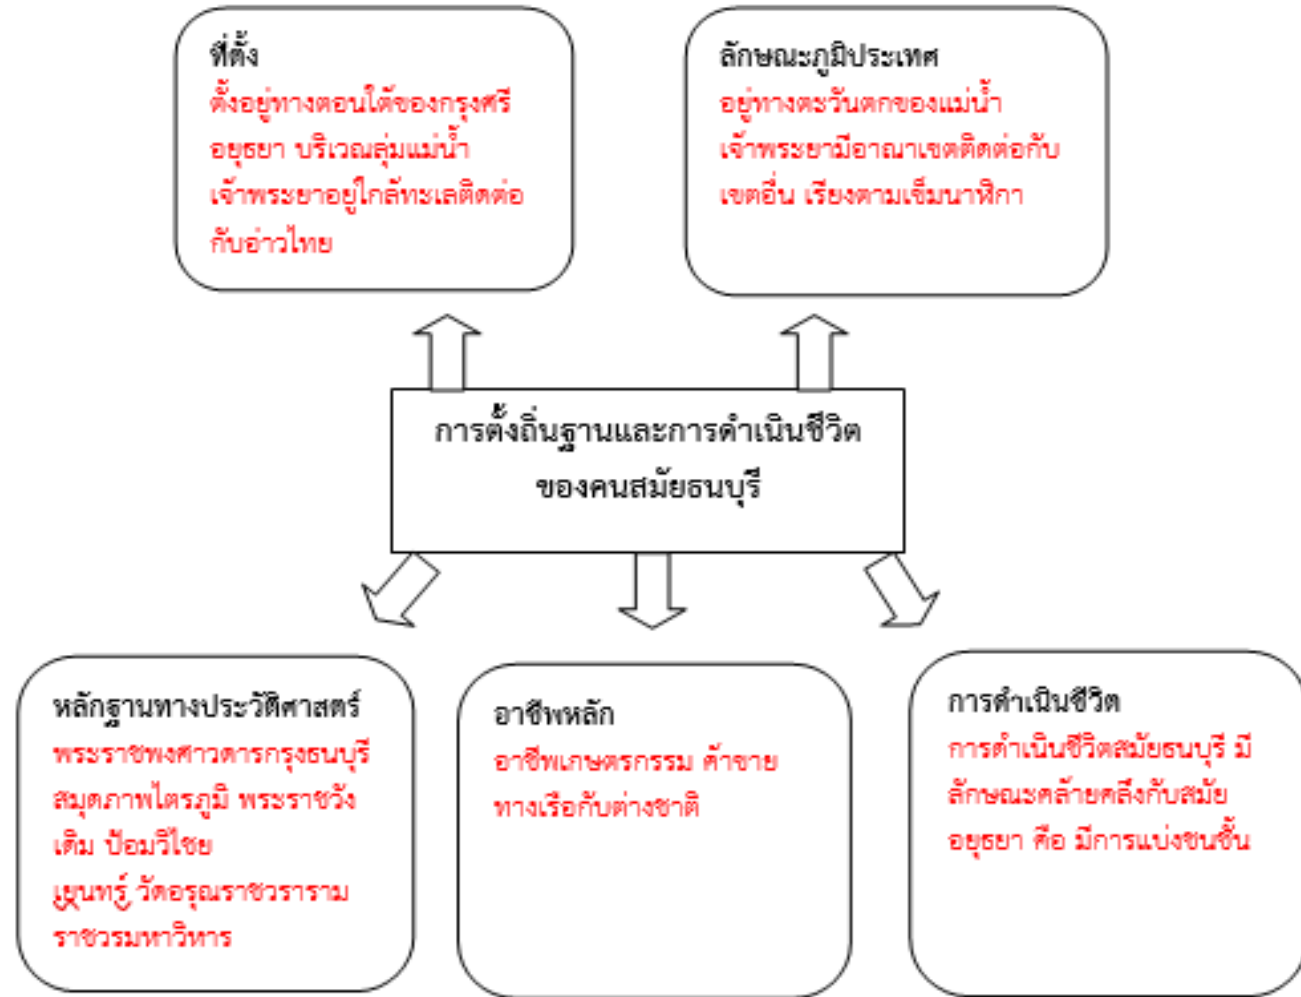 ที่ตั้ง
ตั้งอยู่ทางตอนใต้ของกรุงศรี
อยุธยา บริเวณลุ่มแม่น้ำ
เจ้าพระยาอยู่ใกล้ทะเลติดต่อ
กับอ่าวไทย
ลักษณะภูมิประเทศ
อยู่ทางตะวันตกของแม่น้ำ
เจ้าพระยามีอาณาเขตติดต่อกับ
เขตอื่น เรียงตามเข็มนาฬิกา
การตั้งถิ่นฐานและการดำเนินชีวิต
ของคนสมัยธนบุรี
หลักฐานทางประวัติศาสตร์
พระราชพงศาวดารกรุงธนบุรี
สมุดภาพไตรภูมิ พระราชวัง
เดิม ป้อมวิไชย
เยนทร์ วัดอรุณราชวราราม
ราชวรมหาวิหาร
อาชีพหลัก
อาชีพเกษตรกรรม ค้าขาย
ทางเรือกับต่างชาติ
การดำเนินชีวิต
การดำเนินชีวิตสมัยธนบุรี มี
ลักษณะคล้ายคลึงกับสมัย
อยุธยา คือ มีการแบ่งชนชั้น